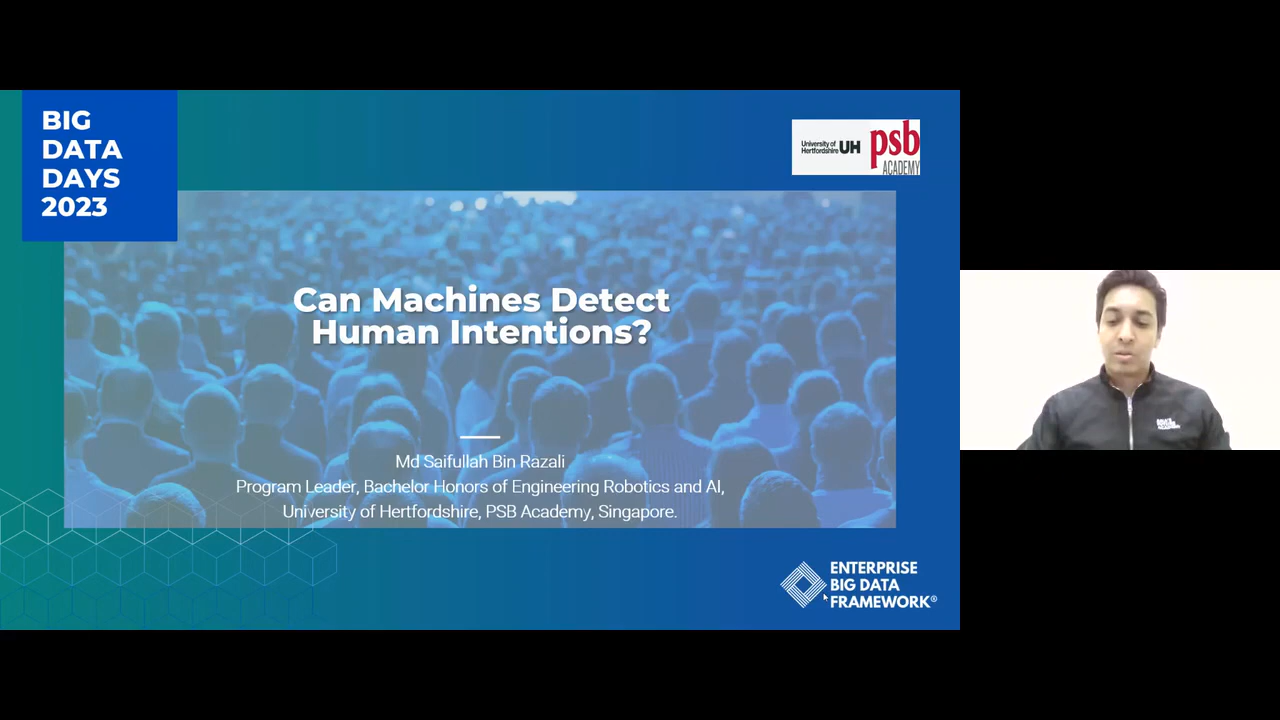 BIG
DATA
DAYS
2023
University of
Hertfordshire UH
psb
ACADEMY
Can Machines Detect
Human Intentions?
Md Saifullah Bin Razali
Program Leader, Bachelor Honors of Engineering Robotics and AI,
University of Hertfordshire, PSB Academy, Singapore.
ENTERPRISE
BIG DATA
FRAMEWORK®